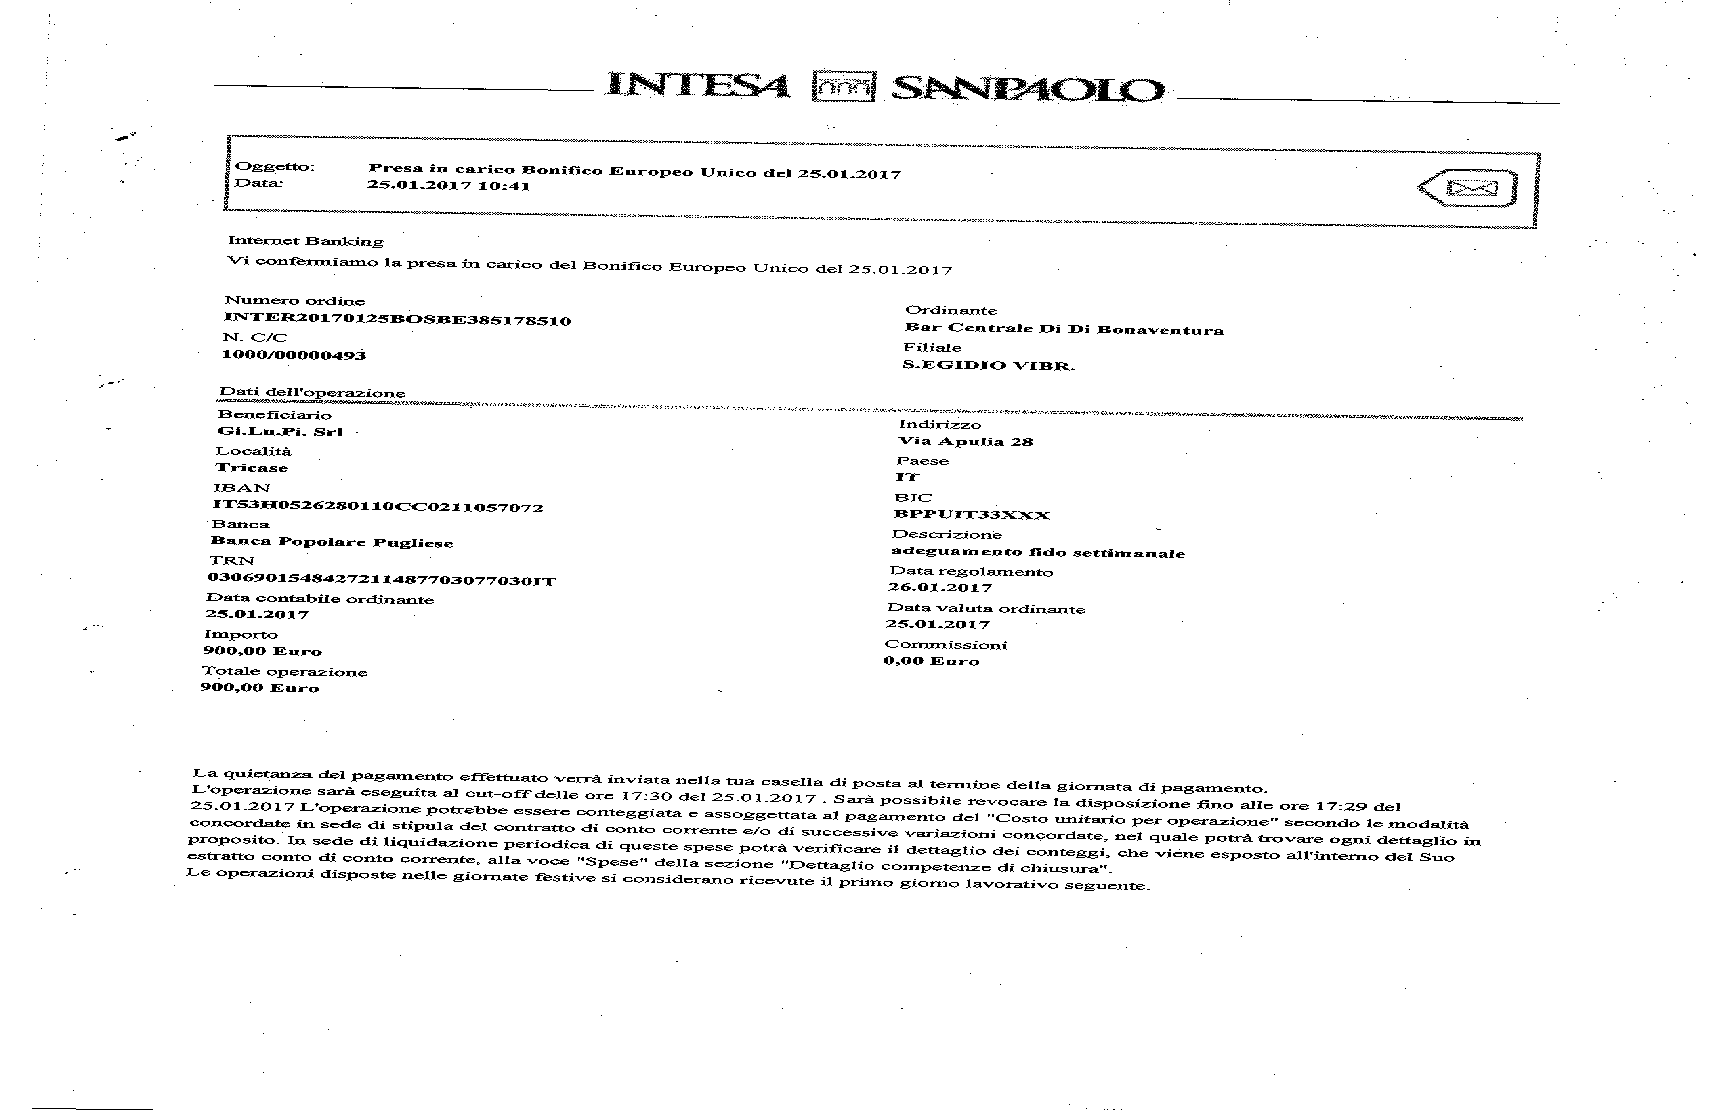 INTESA SANPAOLO
Oggetto: Presa in carico Bonifico Europeo Unico del 25.01.2017
Data: 25.01.2017 10:41
Internet Banking
Vi confermiamo la presa in carico del Bonifico Europeo Unico del 25.01.2017
Numero ordine
INTER20170125BOSBE385178510
N. C/C
1000/00000493
Ordinante
Bar Centrale Di Di Bonaventura
Filiale
S.EGIDIO VIBR.
Dati dell'operazione
Beneficiario
Gi.Lu.Pi. Srl
Località
Tricase
IBAN
IT53H0526280110CC0211057072
Banca
Banca Popolare Pugliese
TRN
0306901548427211487703077030IT
Data contabile ordinante
25.01.2017
Importo
900,00 Euro
Totale operazione
900,00 Euro
Indirizzo
Via Apulia 28
Paese
IT
BIC
BPPUIT33XXX
Descrizione
adeguamento fido settimanale
Data regolamento
26.01.2017
Data valuta ordinante
25.01.2017
Commissioni
0,00 Euro
La quietanza del pagamento effettuato verrà inviata nella tua casella di posta al termine della giornata di pagamento.
L'operazione sarà eseguita al cut-off delle ore 17:30 del 25.01.2017 . Sarà possibile revocare la disposizione fino alle ore 17:29 del
25.01.2017 L'operazione potrebbe essere conteggiata e assoggettata al pagamento del "Costo unitario per operazione" secondo le modalità
concordate in sede di stipula del contratto di conto corrente e/o di successive variazioni concordate, nel quale potrà trovare ogni dettaglio in
proposito. In sede di liquidazione periodica di queste spese potrà verificare il dettaglio dei conteggi, che viene esposto all'interno del Suo
estratto conto di conto corrente, alla voce "Spese" della sezione "Dettaglio competenze di chiusura".
Le operazioni disposte nelle giornate festive si considerano ricevute il primo giorno lavorativo seguente.